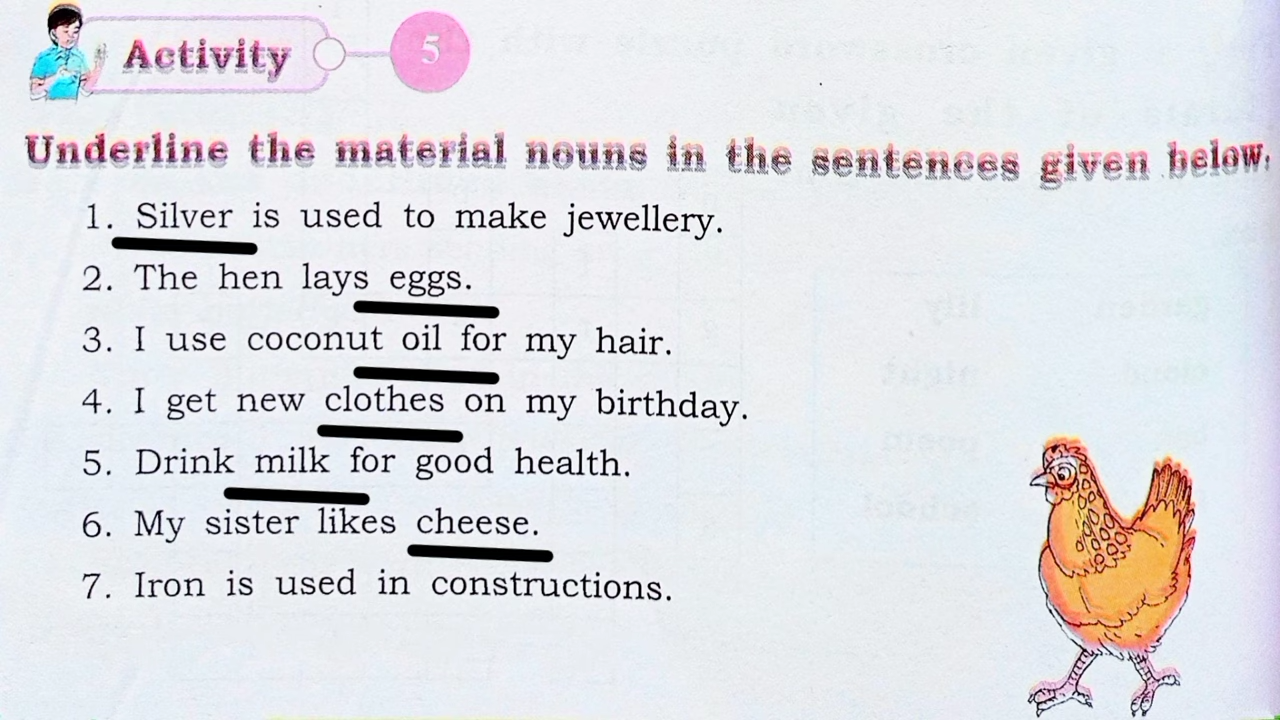 Activity 5
Underline the material nouns in the sentences given below.
1. Silver is used to make jewellery.
2. The hen lays eggs.
3. I use coconut oil for my hair.
4. I get new clothes on my birthday.
5. Drink milk for good health.
6. My sister likes cheese.
7. Iron is used in constructions.